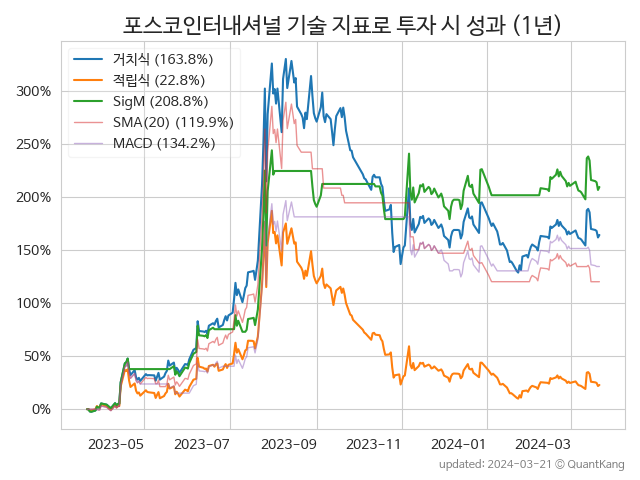 포스코인터내셔널 기술 지표로 투자 시 성과 (1년)
거치식 (163.8%)
적립식 (22.8%)
SigM (208.8%)
SMA(20) (119.9%)
MACD (134.2%)
300%
250%
200%
150%
100%
50%
0%
2023-05 2023-07 2023-09 2023-11 2024-01 2024-03
updated: 2024-03-21 © QuantKang